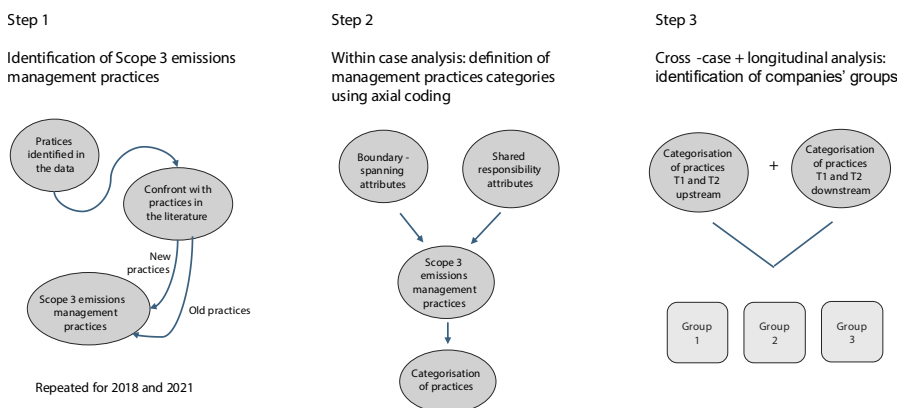 Step 1
Identification of Scope 3 emissions
management practices
Pratices
identified in
the data
Confront with
practices in
the literature
New
practices
Old practices
Scope 3 emissions
management
practices
Repeated for 2018 and 2021
Step 2
Within case analysis: definition of
management practices categories
using axial coding
Boundary -
spanning
attributes
Shared
responsibility
attributes
Scope 3
emissions
management
practices
Categorisation
of practices
Step 3
Cross -case + longitudinal analysis:
identification of companies' groups
Categorisation
of practices
T1 and T2
upstream
+
Categorisation
of practices
T1 and T2
downstream
Group
1
Group
2
Group
3